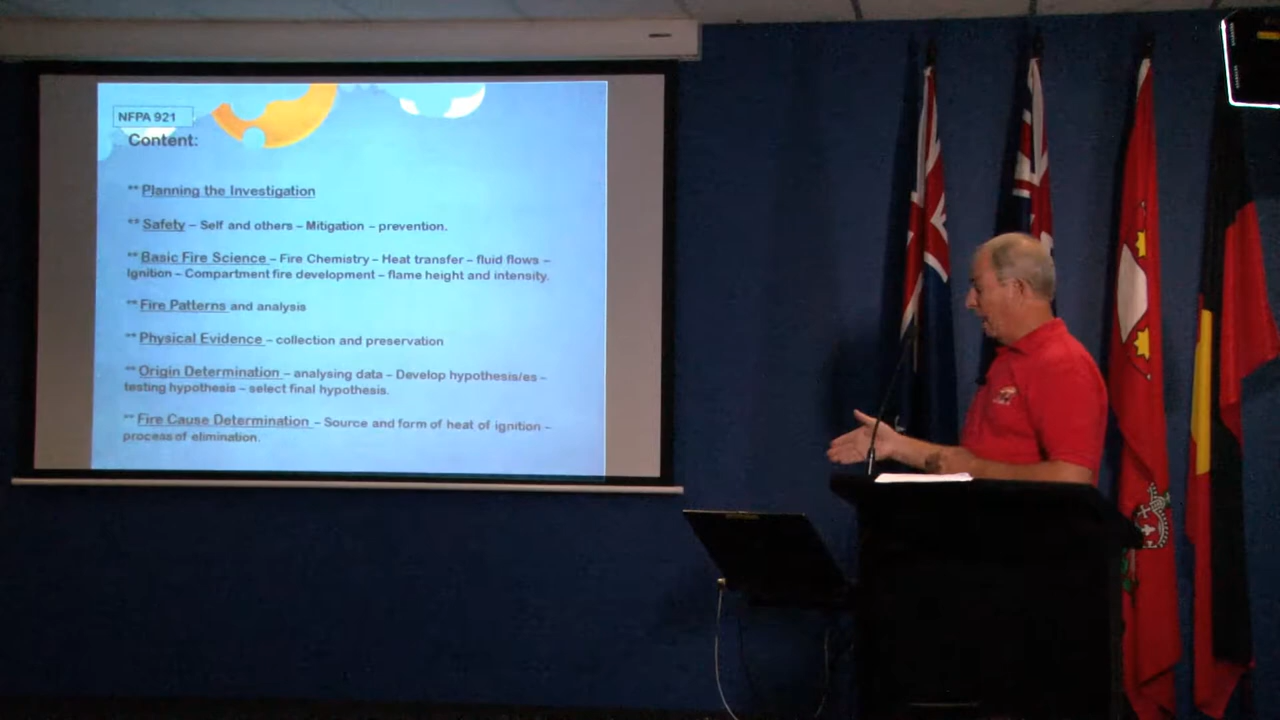 NFPA 921
Content:
** Planning the Investigation
** Safety – Self and others – Mitigation – prevention.
** Basic Fire Science – Fire Chemistry – Heat transfer – fluid flows –
Ignition – Compartment fire development – flame height and intensity.
** Fire Patterns and analysis
** Physical Evidence – collection and preservation
** Origin Determination – analysing data – Develop hypothesis/es –
testing hypothesis – select final hypothesis.
** Fire Cause Determination – Source and form of heat of ignition –
process of elimination.